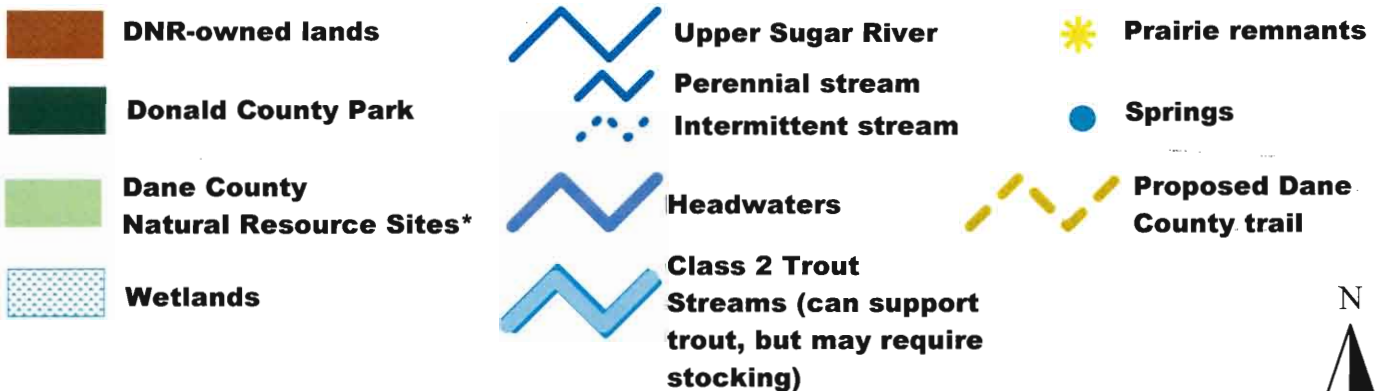 DNR-owned lands
Donald County Park
Dane County
Natural Resource Sites*
Wetlands
Upper Sugar River
Perennial stream
Intermittent stream
Headwaters
Class 2 Trout
Streams (can support
trout, but may require
stocking)
Prairie remnants
Springs
Proposed Dane
County trail
N